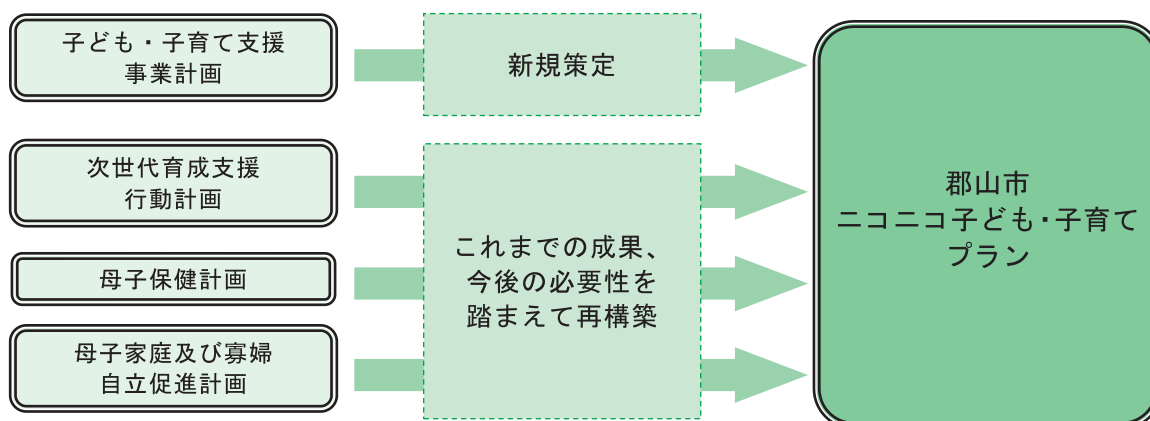 子ども・子育て支援
事業計画
新規策定
次世代育成支援
行動計画
母子保健計画
母子家庭及び寡婦
自立促進計画
これまでの成果、
今後の必要性を
踏まえて再構築
郡山市
ニコニコ子ども・子育て
プラン